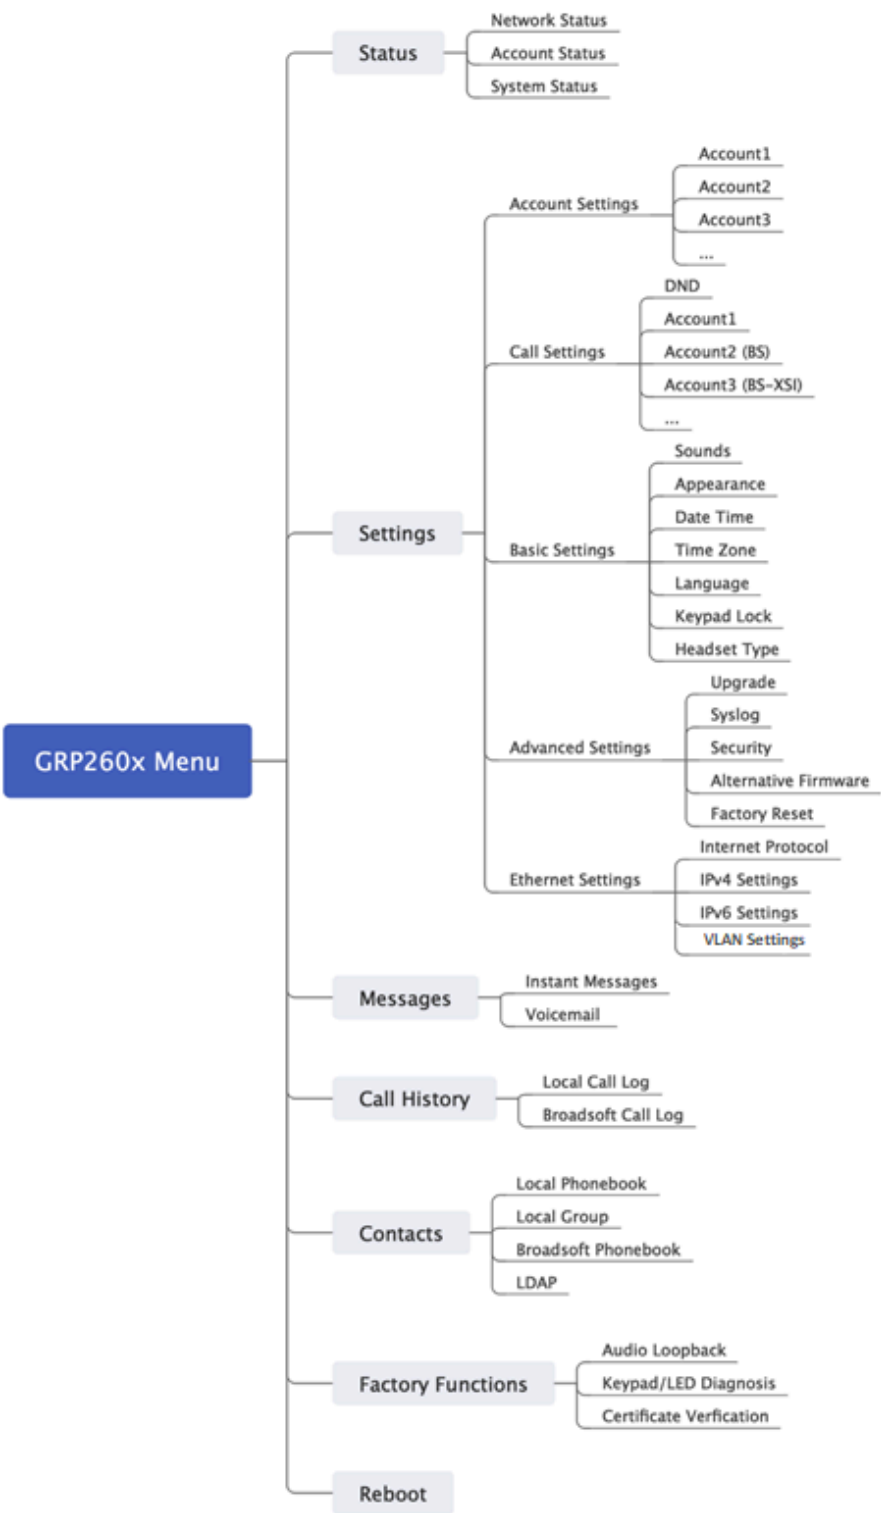 GRP260x Menu
Status
Network Status
Account Status
System Status
Settings
Account Settings
Account1
Account2
Account3
...
Call Settings
DND
Account1
Account2 (BS)
Account3 (BS-XSI)
...
Basic Settings
Sounds
Appearance
Date Time
Time Zone
Language
Keypad Lock
Headset Type
Advanced Settings
Upgrade
Syslog
Security
Alternative Firmware
Factory Reset
Ethernet Settings
Internet Protocol
IPv4 Settings
IPv6 Settings
VLAN Settings
Messages
Instant Messages
Voicemail
Call History
Local Call Log
Broadsoft Call Log
Contacts
Local Phonebook
Local Group
Broadsoft Phonebook
LDAP
Factory Functions
Audio Loopback
Keypad/LED Diagnosis
Certificate Verfication
Reboot